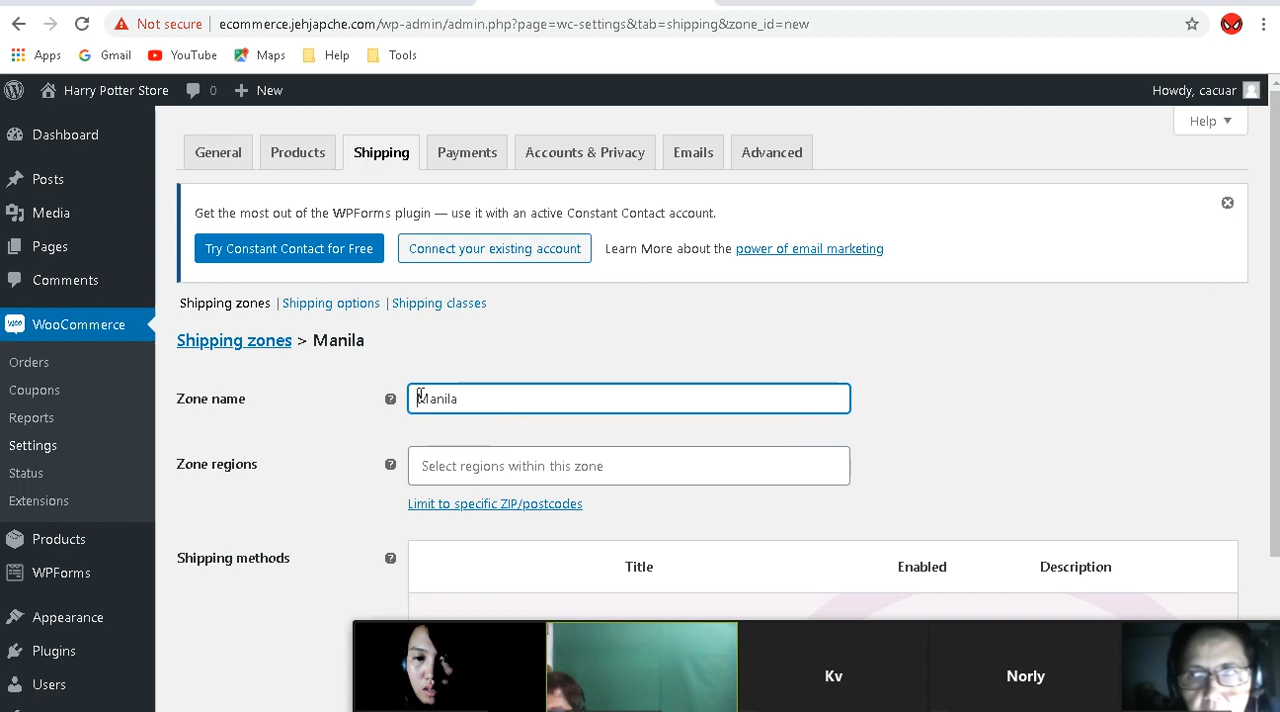 Not secure | ecommerce.jehjapche.com/wp-admin/admin.php?page=wc-settings&tab=shipping&zone_id=new
Apps Gmail YouTube Maps Help Tools
Harry Potter Store 0 New Howdy, cacuar
Help
Dashboard
Posts
Media
Pages
Comments
WooCommerce
Orders
Coupons
Reports
Settings
Status
Extensions
Products
WPForms
Appearance
Plugins
Users
General Products Shipping Payments Accounts & Privacy Emails Advanced
Get the most out of the WPForms plugin — use it with an active Constant Contact account.
Try Constant Contact for Free Connect your existing account Learn More about the power of email marketing
Shipping zones | Shipping options | Shipping classes
Shipping zones > Manila
Zone name Manila
Zone regions Select regions within this zone
Limit to specific ZIP/postcodes
Shipping methods
Title Enabled Description
Kv Norly